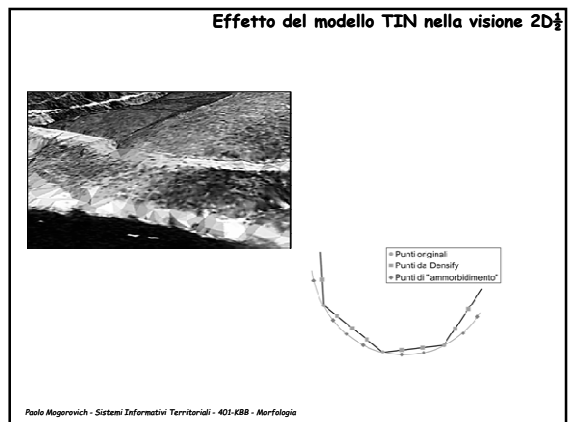 Effetto del modello TIN nella visione 2D½
Punti originali
Punti da Densify
Punti di "ammorbidimento"
Paolo Mogorovich - Sistemi Informativi Territoriali - 401-KBB - Morfologia